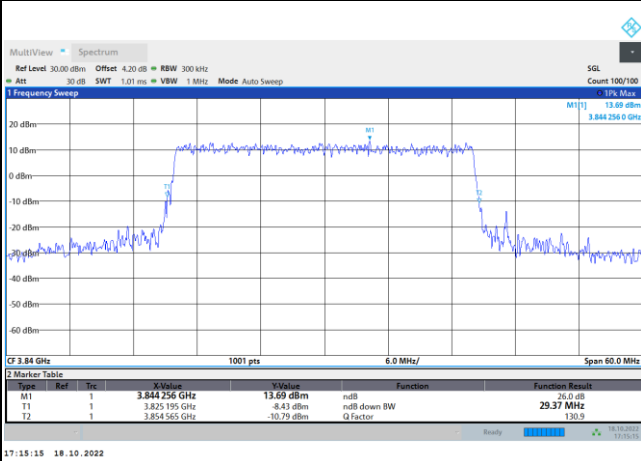 MultiView Spectrum
Ref Level 30.00 dBm Offset 4.20 dB RBW 300 kHz SGL
Att 30 dB SWT 1.01 ms VBW 1 MHz Mode Auto Sweep Count 100/100
1 Frequency Sweep 1Pk Max
M1[1] 13.69 dBm
3.844 256 0 GHz
20 dBm
M1
10 dBm
0 dBm
T1
T2
-10 dBm
-20 dBm
-30 dBm
-40 dBm
-50 dBm
-60 dBm
CF 3.84 GHz 1001 pts 6.0 MHz/ Span 60.0 MHz
2 Marker Table
Type Ref Trc X-Value Y-Value Function Function Result
M1 1 3.844 256 GHz 13.69 dBm ndB 26.0 dB
T1 1 3.825 195 GHz -8.43 dBm ndB down BW 29.37 MHz
T2 1 3.854 565 GHz -10.79 dBm Q Factor 130.9
Ready 18.10.2022
17:15:15
17:15:15 18.10.2022